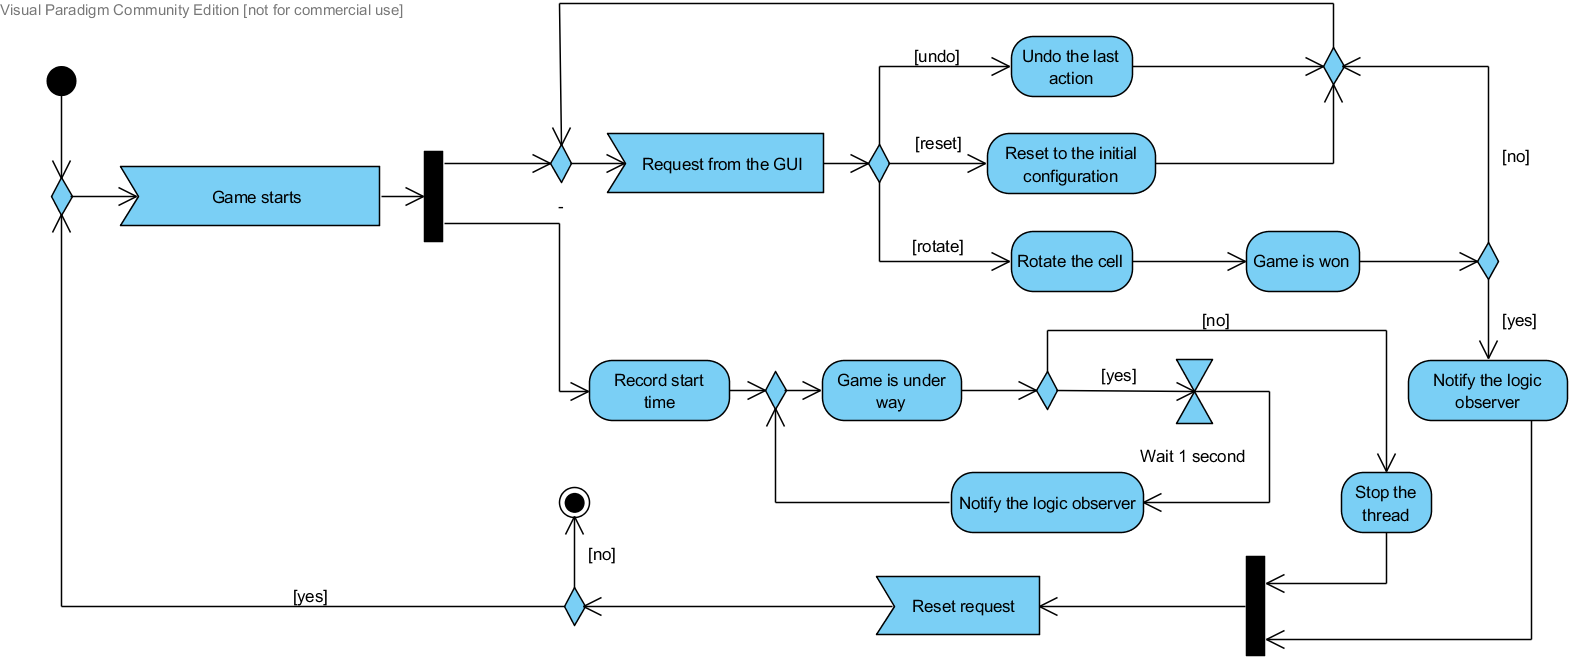 Visual Paradigm Community Edition [not for commercial use]
[undo]
Undo the last
action
[reset]
Request from the GUI
Reset to the initial
configuration
[no]
Game starts
-
[rotate]
Rotate the cell
Game is won
[no]
[yes]
Record start
time
Game is under
way
[yes]
Notify the logic
observer
Wait 1 second
Notify the logic observer
Stop the
thread
[no]
[yes]
Reset request